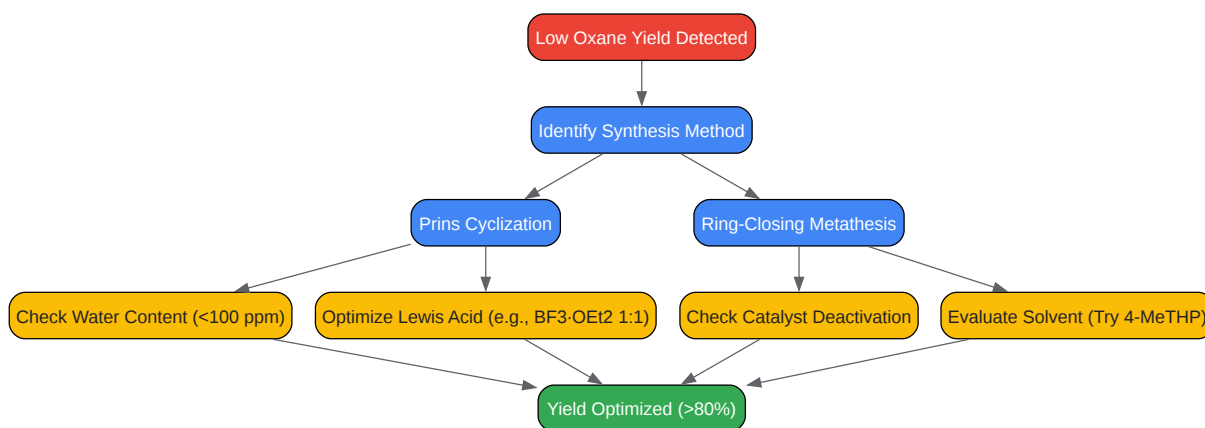 Low Oxane Yield Detected
Identify Synthesis Method
Prins Cyclization
Ring-Closing Metathesis
Check Water Content (<100 ppm)
Optimize Lewis Acid (e.g., BF3·OEt2 1:1)
Check Catalyst Deactivation
Evaluate Solvent (Try 4-MeTHP)
Yield Optimized (>80%)